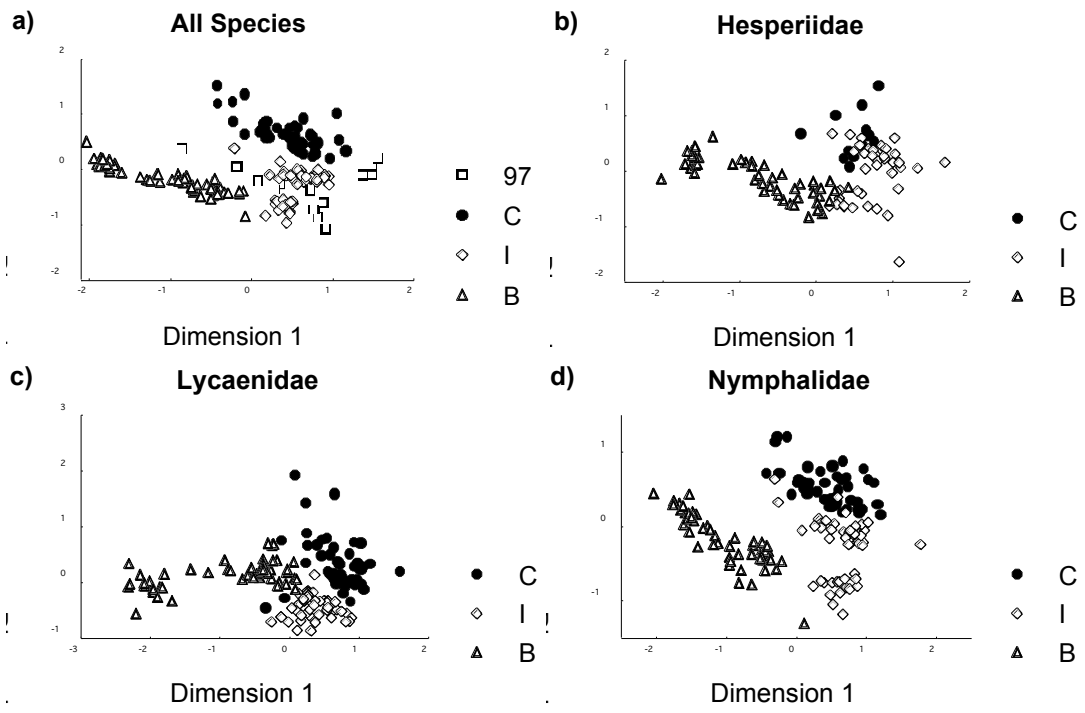 a) All Species
2
1
0
-1
-2
-2 -1 0 1 2
Dimension 1
97
C
I
B
b) Hesperiidae
2
1
0
-1
-2
-2 -1 0 1 2
Dimension 1
C
I
B
c) Lycaenidae
3
2
1
0
-1
-3 -2 -1 0 1 2
Dimension 1
C
I
B
d) Nymphalidae
1
0
-1
-2 -1 0 1 2
Dimension 1
C
I
B